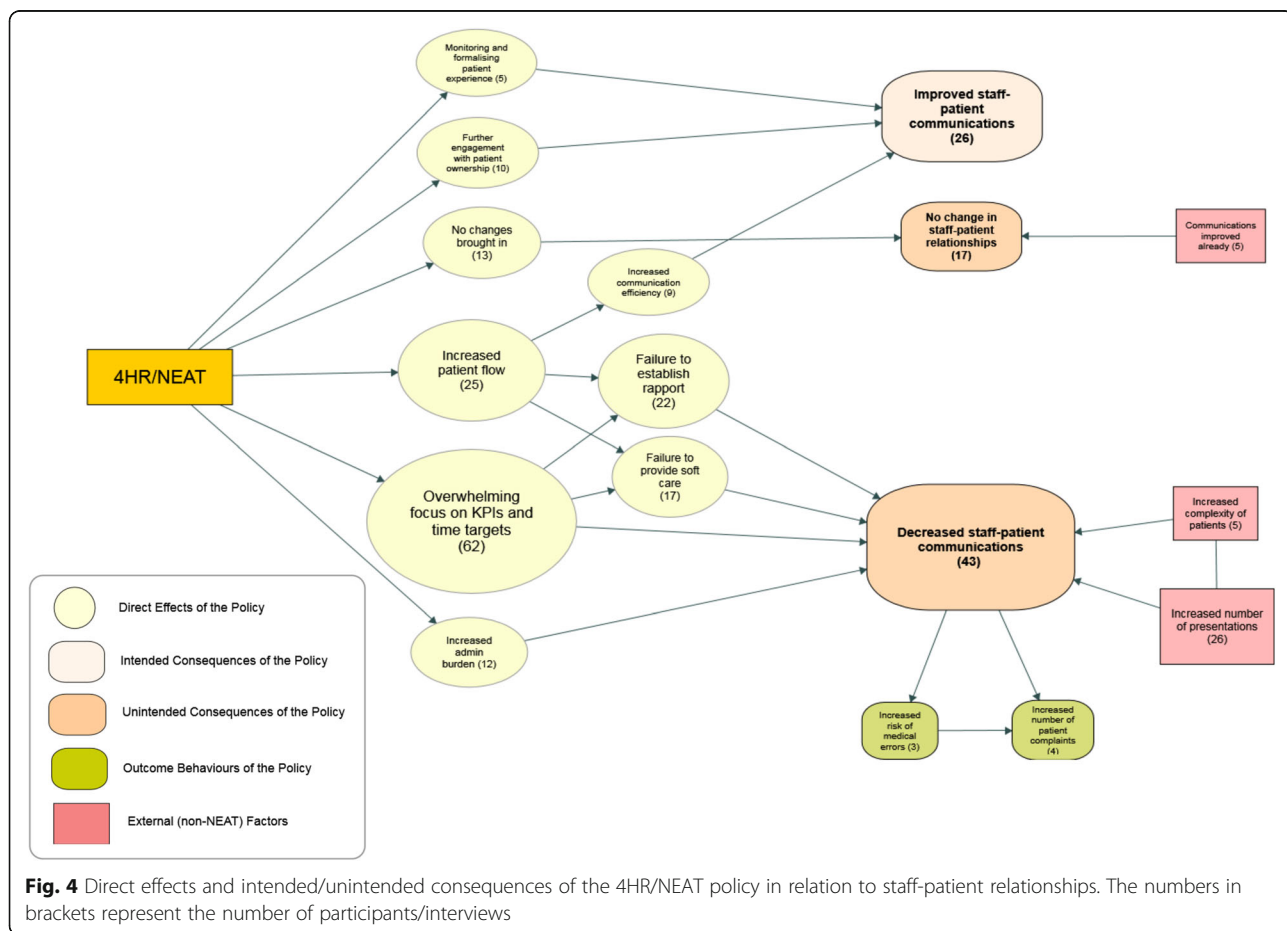 Monitoring and
formalising
patient
experience (5)
Improved staff-
patient
communications
(26)
Further
engagement
with patient
ownership (10)
No changes
brought in
(13)
No change in
staff-patient
relationships
(17)
Communications
improved
already (5)
Increased
communication
efficiency (9)
4HR/NEAT
Increased
patient flow
(25)
Failure to
establish
rapport
(22)
Failure to
provide soft
care
(17)
Overwhelming
focus on KPIs and
time targets
(62)
Decreased staff-patient
communications
(43)
Increased
complexity of
patients (5)
Increased number
of presentations
(26)
Increased
admin
burden (12)
Increased
risk of
medical
errors (3)
Increased
number of
patient
complaints
(4)
Direct Effects of the Policy
Intended Consequences of the Policy
Unintended Consequences of the Policy
Outcome Behaviours of the Policy
External (non-NEAT) Factors
Fig. 4 Direct effects and intended/unintended consequences of the 4HR/NEAT policy in relation to staff-patient relationships. The numbers in
brackets represent the number of participants/interviews